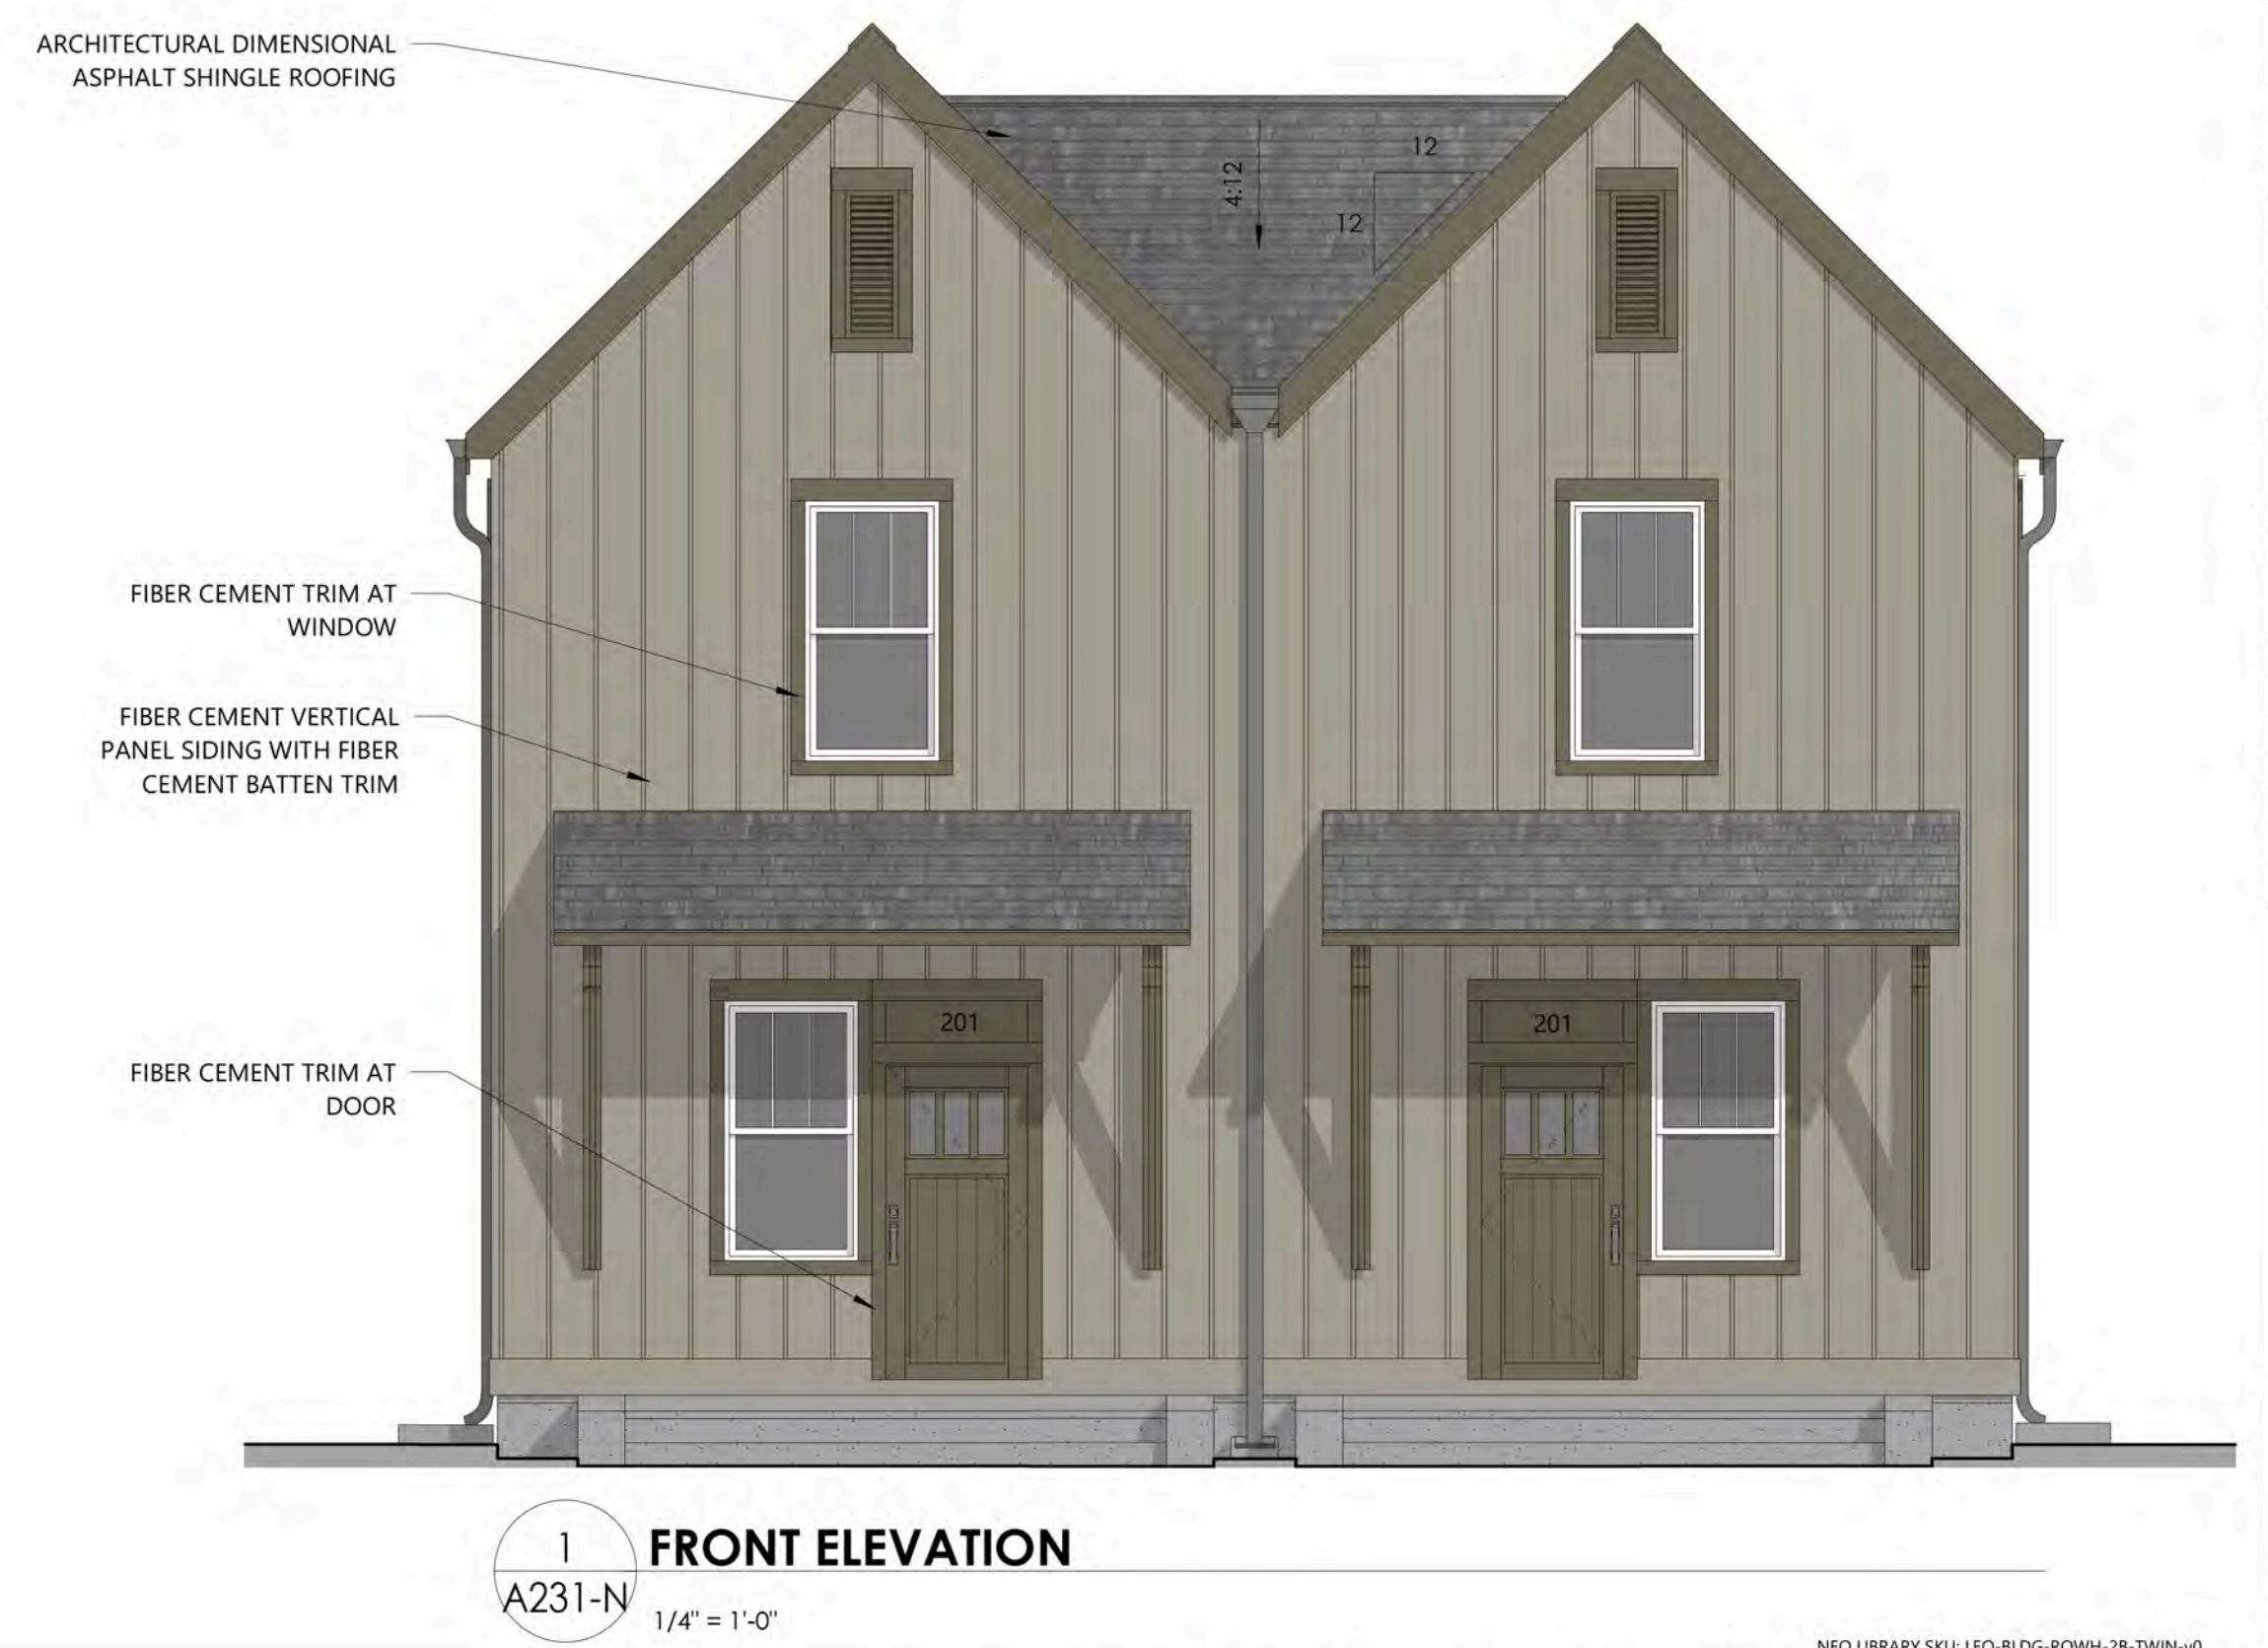 ARCHITECTURAL DIMENSIONAL
ASPHALT SHINGLE ROOFING
12
4:12
12
FIBER CEMENT TRIM AT
WINDOW
FIBER CEMENT VERTICAL
PANEL SIDING WITH FIBER
CEMENT BATTEN TRIM
201
201
FIBER CEMENT TRIM AT
DOOR
1
FRONT ELEVATION
A231-N
1/4" = 1'-0"
LIBRARY SKU: